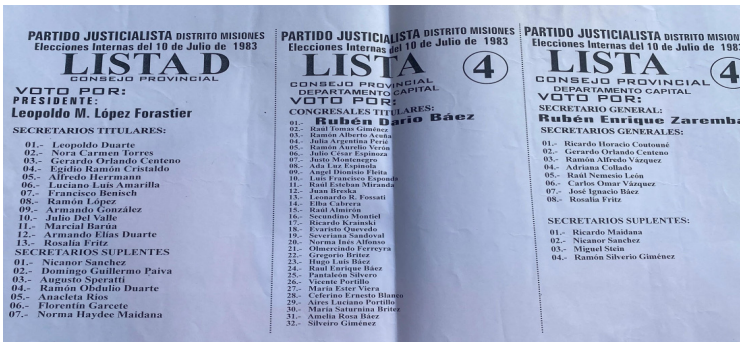 PARTIDO JUSTICIALISTA DISTRITO MISIONES
Elecciones Internas del 10 de Julio de 1983
LISTA D
CONSEJO PROVINCIAL
VOTO POR:
PRESIDENTE:
Leopoldo M. López Forastier
SECRETARIOS TITULARES:
01.- Leopoldo Duarte
02.- Nora Carmen Torres
03.- Gerardo Orlando Centeno
04.- Egidio Ramón Cristaldo
05.- Alfredo Herrmann
06.- Luciano Luis Amarilla
07.- Francisco Benisch
08.- Ramón López
09.- Armando González
10.- Julio Del Valle
11.- Marcial Barúa
12.- Armando Elías Duarte
13.- Rosalía Fritz
SECRETARIOS SUPLENTES
01.- Nicanor Sanchez
02.- Domingo Guillermo Paiva
03.- Augusto Speratti
04.- Ramón Obdulio Duarte
05.- Anacleta Ríos
06.- Florentín Garcete
07.- Norma Haydee Maidana
PARTIDO JUSTICIALISTA DISTRITO MISIONES
Elecciones Internas del 10 de Julio de 1983
LISTA 4
CONSEJO PROVINCIAL
DEPARTAMENTO CAPITAL
VOTO POR:
CONGRESALES TITULARES:
01.- Rubén Darío Báez
02.- Raúl Tomas Giménez
03.- Ramón Alberto Acuña
04.- Julia Argentina Perié
05.- Ramón Aurelio Verón
06.- Julio César Espinoza
07.- Justo Montenegro
08.- Ada Luz Espinola
09.- Angel Dionisio Fleita
10.- Luis Francisco Esponda
11.- Raúl Esteban Miranda
12.- Juan Breska
13.- Leonardo R. Fossati
14.- Elba Cabrera
15.- Raúl Almirón
16.- Secundino Montiel
17.- Ricardo Krainski
18.- Evaristo Quevedo
19.- Severiana Sandoval
20.- Norma Inés Alfonso
21.- Olmercindo Ferreyra
22.- Gregorio Britez
23.- Hugo Luis Báez
24.- Raul Enrique Báez
25.- Pantaleón Silvero
26.- Vicente Portillo
27.- María Ester Viera
28.- Ceferino Ernesto Blanco
29.- Aires Luciano Portillo
30.- María Saturnina Britez
31.- Amelia Rosa Báez
32.- Silveiro Giménez
PARTIDO JUSTICIALISTA DISTRITO MISION
Elecciones Internas del 10 de Julio de 198
LISTA 4
CONSEJO PROVINCIAL
DEPARTAMENTO CAPITAL
VOTO POR:
SECRETARIO GENERAL:
Rubén Enrique Zaremba
SECRETARIOS GENERALES:
01.- Ricardo Horacio Coutouné
02.- Gerardo Orlando Centeno
03.- Ramón Alfredo Vázquez
04.- Adriana Collado
05.- Raúl Nemesio León
06.- Carlos Omar Vázquez
07.- José Ignacio Báez
08.- Rosalía Fritz
SECRETARIOS SUPLENTES:
01.- Ricardo Maidana
02.- Nicanor Sanchez
03.- Miguel Stein
04.- Ramón Silverio Giménez